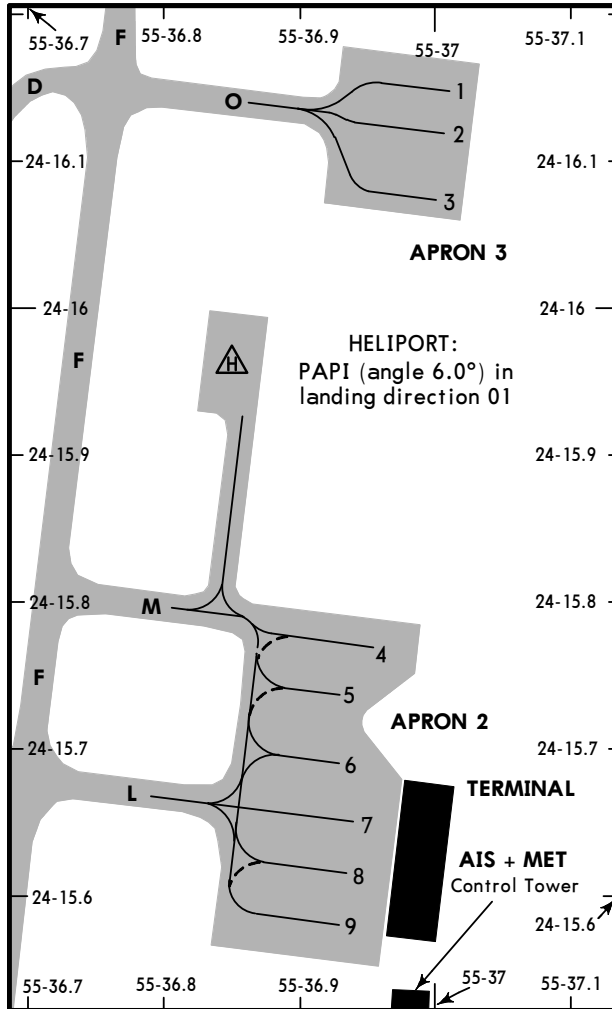 55-36.7 F 55-36.8 55-36.9 55-37 55-37.1
D O 1
2
24-16.1 3 24-16.1
APRON 3
24-16 24-16
HELIPORT:
PAPI (angle 6.0°) in
landing direction 01
H
F
24-15.9 24-15.9
24-15.8 M 24-15.8
4
F 5
APRON 2
24-15.7 6 24-15.7
TERMINAL
L 7
AIS + MET
Control Tower
8
24-15.6 9 24-15.6
55-36.7 55-36.8 55-36.9 55-37 55-37.1